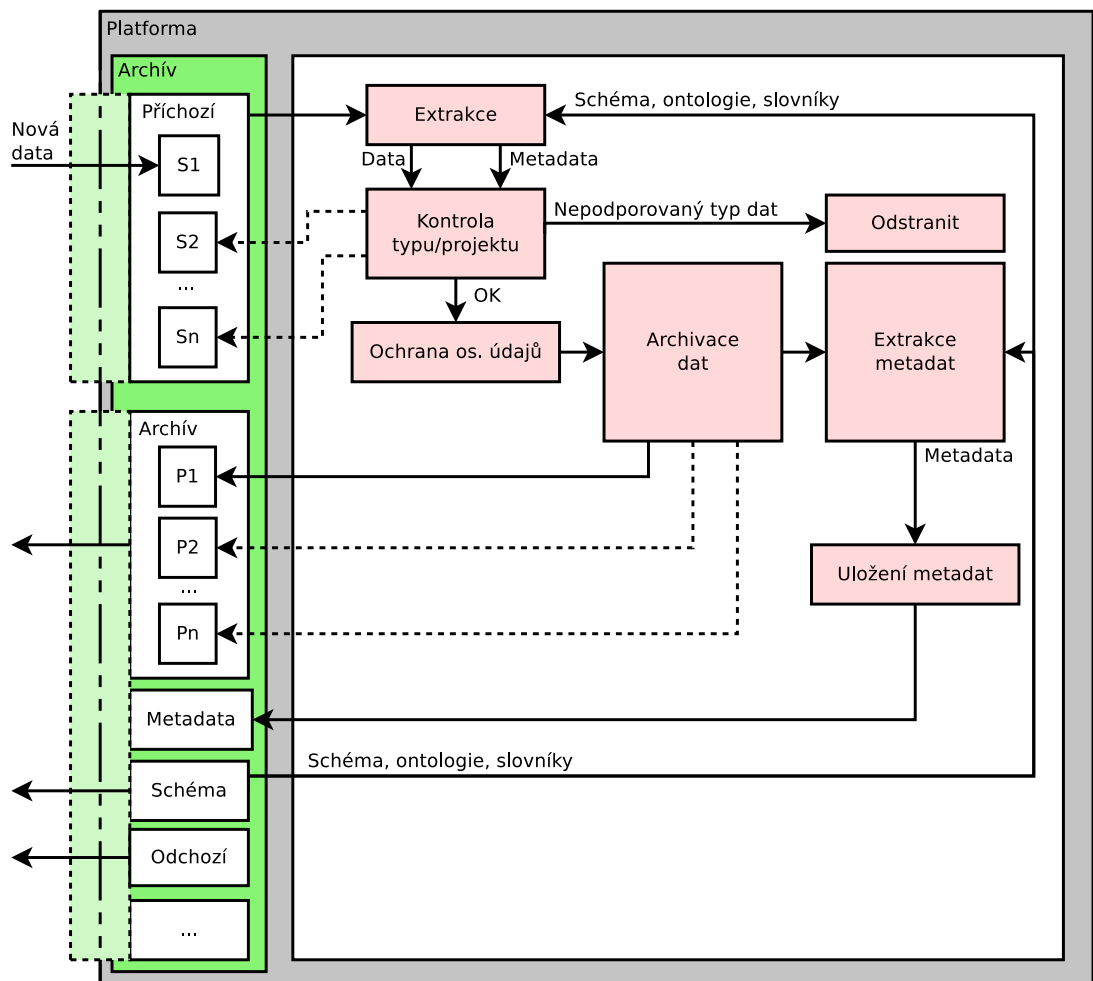 Platforma
Archív
Příchozí
Nová
data
S1
S2
...
Sn
Extrakce
Schéma, ontologie, slovníky
Data
Metadata
Kontrola
typu/projektu
Nepodporovaný typ dat
Odstranit
OK
Ochrana os. údajů
Archivace
dat
Extrakce
metadat
Archív
P1
P2
...
Pn
Metadata
Uložení metadat
Metadata
Schéma, ontologie, slovníky
Schéma
Odchozí
...